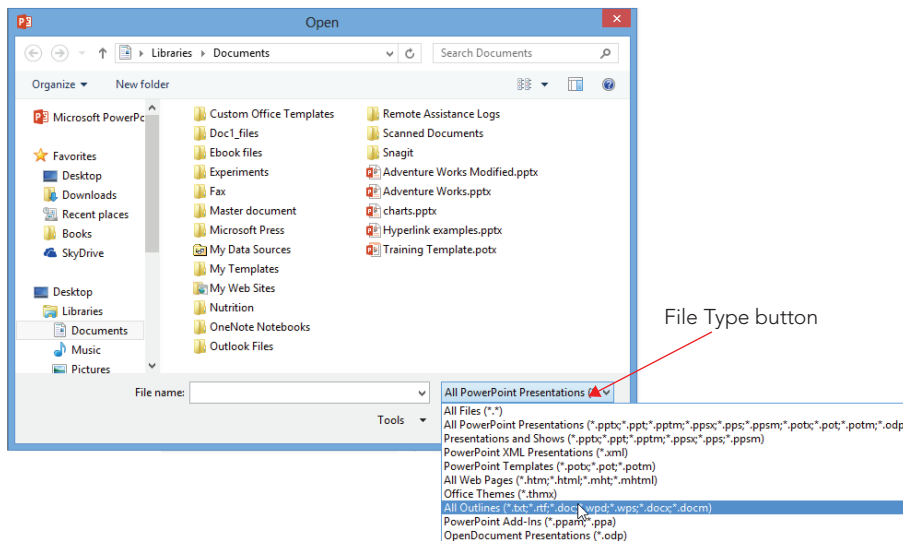 Open
Libraries Documents
Search Documents
Organize
New folder
Microsoft PowerPc
Favorites
Desktop
Downloads
Recent places
Books
SkyDrive
Desktop
Libraries
Documents
Music
Pictures
Custom Office Templates
Doc1_files
Ebook files
Experiments
Fax
Master document
Microsoft Press
My Data Sources
My Templates
My Web Sites
Nutrition
OneNote Notebooks
Outlook Files
Remote Assistance Logs
Scanned Documents
Snagit
Adventure Works Modified.pptx
Adventure Works.pptx
charts.pptx
Hyperlink examples.pptx
Training Template.potx
File Type button
File name:
All PowerPoint Presentations (
Tools
All Files (*.*)
All PowerPoint Presentations (*.pptx;*.ppt;*.pptm;*.ppsx;*.pps;*.ppsm;*.potx;*.pot;*.potm;*.odp
Presentations and Shows (*.pptx;*.ppt;*.pptm;*.ppsx;*.pps;*.ppsm)
PowerPoint XML Presentations (*.xml)
PowerPoint Templates (*.potx;*.pot;*.potm)
All Web Pages (*.htm;*.html;*.mht;*.mhtml)
Office Themes (*.thmx)
All Outlines (*.txt;*.rtf;*.doc;*.wpd;*.wps;*.docx;*.docm)
PowerPoint Add-Ins (*.ppam;*.ppa)
OpenDocument Presentations (*.odp)